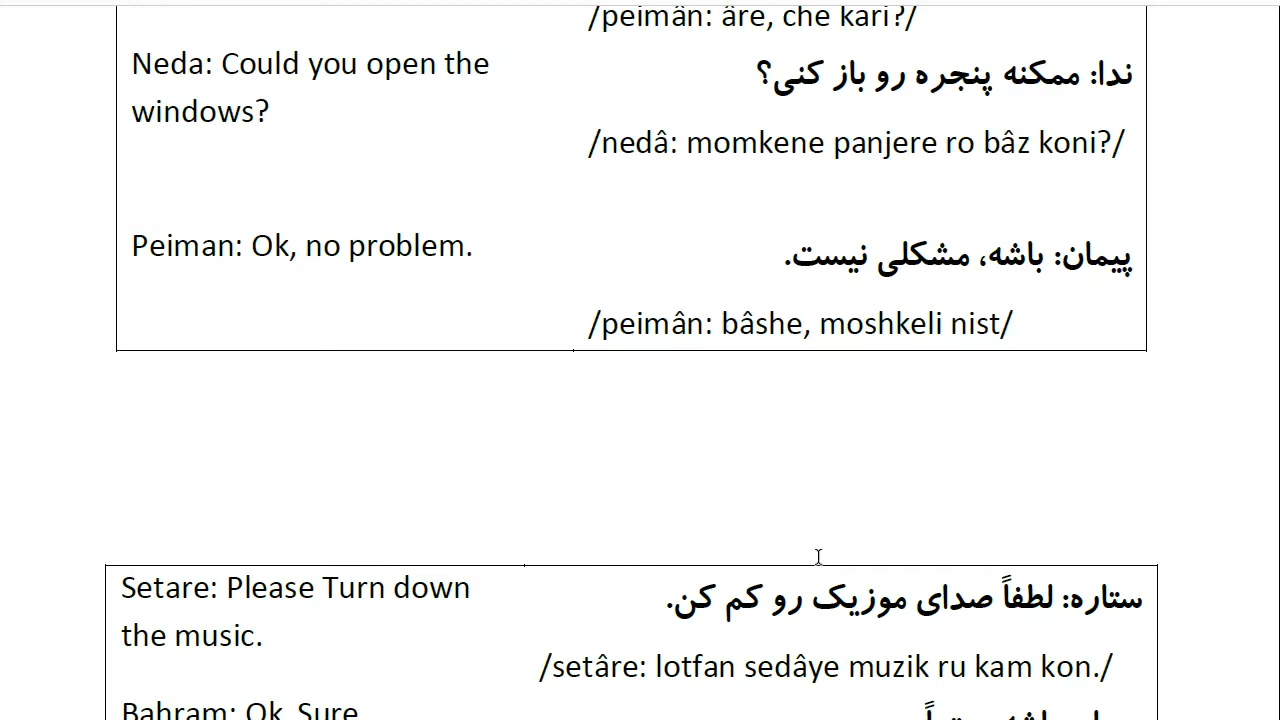 /peimân: âre, che kari?/
Neda: Could you open the
windows?
ندا: ممکنه پنجره رو باز کنی؟
/nedâ: momkene panjere ro bâz koni?/
Peiman: Ok, no problem.
پیمان: باشه، مشکلی نیست.
/peimân: bâshe, moshkeli nist/
Setare: Please Turn down
the music.
ستاره: لطفاً صدای موزیک رو کم کن.
/setâre: lotfan sedâye muzik ru kam kon./
Bahram: Ok. Sure